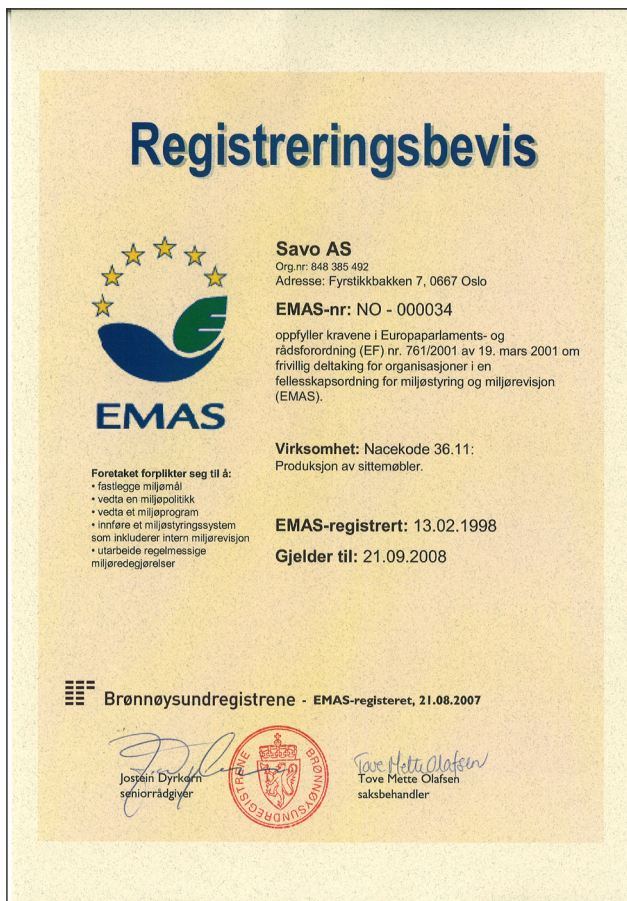 Registreringsbevis
Savo AS
Org.nr: 848 385 492
Adresse: Fyrstikkbakken 7, 0667 Oslo
EMAS-nr: NO - 000034
oppfyller kravene i Europaparlaments- og
rådsforordning (EF) nr. 761/2001 av 19. mars 2001 om
frivillig deltaking for organisasjoner i en
fellesskapsordning for miljøstyring og miljørevisjon
(EMAS).
EMAS
Virksomhet: Nacekode 36.11:
Produksjon av sittemøbler.
Foretaket forplikter seg til å:
• fastlegge miljømål
• vedta en miljøpolitikk
• vedta et miljøprogram
• innføre et miljøstyringssystem
som inkluderer intern miljørevisjon
• utarbeide regelmessige
miljøredegjørelser
EMAS-registrert: 13.02.1998
Gjelder til: 21.09.2008
Brønnøysundregistrene - EMAS-registeret, 21.08.2007
Jostein Dyrkorn
seniorrådgiver
BRØNNØYSUNDREGISTRENE
Tove Mette Olafsen
Tove Mette Olafsen
saksbehandler